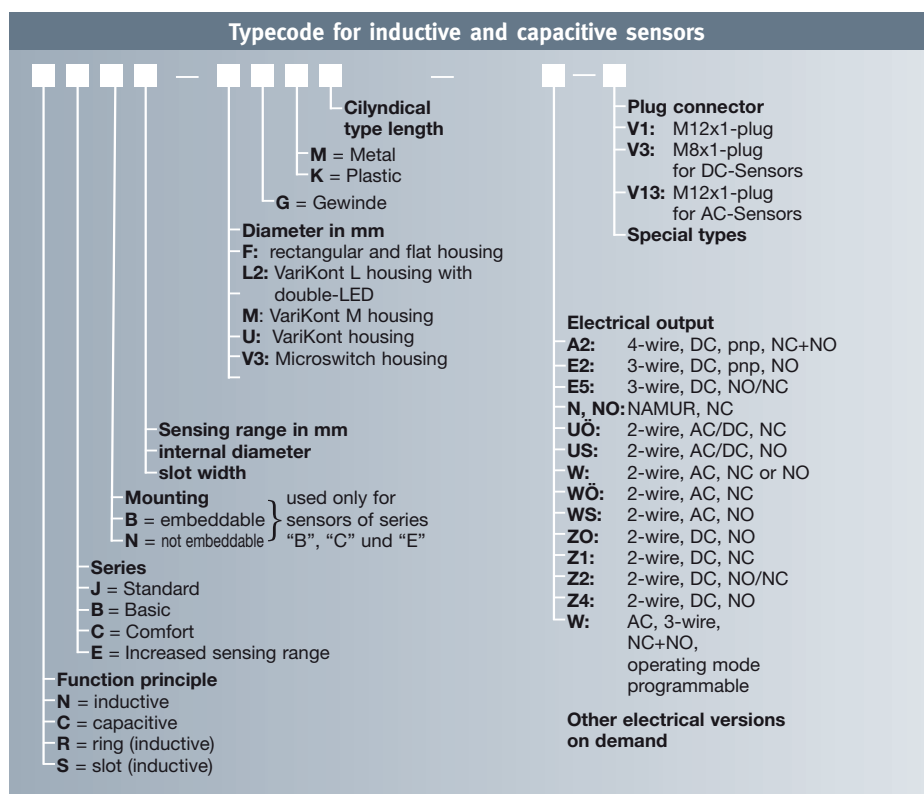 Typecode for inductive and capacitive sensors
Cilyndical
type length
M = Metal
K = Plastic
G = Gewinde
Diameter in mm
F: rectangular and flat housing
L2: VariKont L housing with
double-LED
M: VariKont M housing
U: VariKont housing
V3: Microswitch housing
Sensing range in mm
internal diameter
slot width
Mounting
B = embeddable
N = not embeddable
used only for
sensors of series
“B”, “C” und “E”
Series
J = Standard
B = Basic
C = Comfort
E = Increased sensing range
Function principle
N = inductive
C = capacitive
R = ring (inductive)
S = slot (inductive)
Plug connector
V1: M12x1-plug
V3: M8x1-plug
for DC-Sensors
V13: M12x1-plug
for AC-Sensors
Special types
Electrical output
A2: 4-wire, DC, pnp, NC+NO
E2: 3-wire, DC, pnp, NO
E5: 3-wire, DC, NO/NC
N, NO: NAMUR, NC
UÖ: 2-wire, AC/DC, NC
US: 2-wire, AC/DC, NO
W: 2-wire, AC, NC or NO
WÖ: 2-wire, AC, NC
WS: 2-wire, AC, NO
ZO: 2-wire, DC, NO
Z1: 2-wire, DC, NC
Z2: 2-wire, DC, NO/NC
Z4: 2-wire, DC, NO
W: AC, 3-wire,
NC+NO,
operating mode
programmable
Other electrical versions
on demand